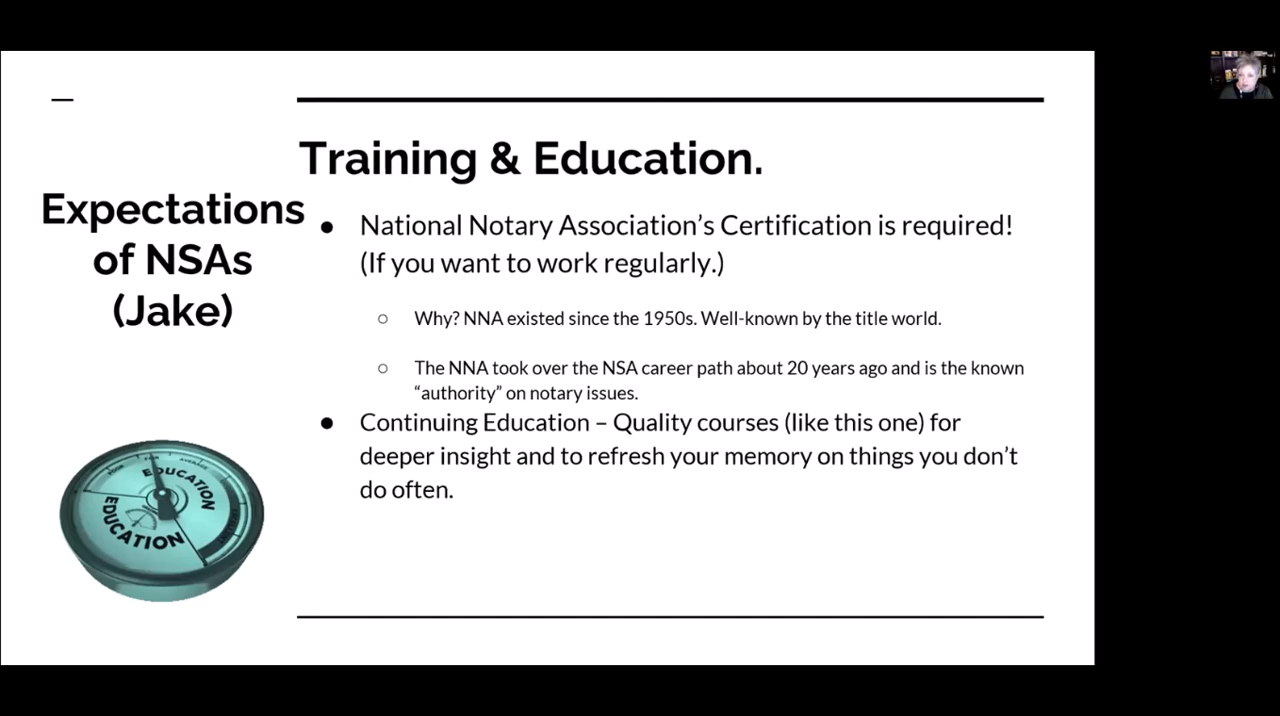 Training & Education.
Expectations
of NSAs
(Jake)
● National Notary Association’s Certification is required!
(If you want to work regularly.)
○ Why? NNA existed since the 1950s. Well-known by the title world.
○ The NNA took over the NSA career path about 20 years ago and is the known
“authority” on notary issues.
● Continuing Education – Quality courses (like this one) for
deeper insight and to refresh your memory on things you don’t
do often.
EDUCATION
EDUCATION